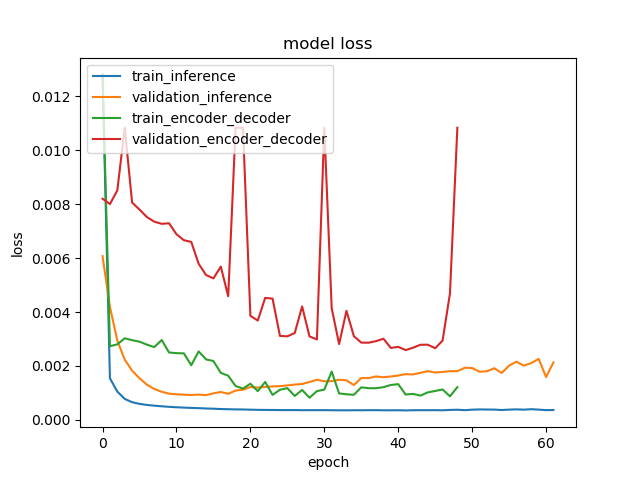 model loss
train_inference
validation_inference
train_encoder_decoder
validation_encoder_decoder
loss
0.012
0.010
0.008
0.006
0.004
0.002
0.000
0 10 20 30 40 50 60
epoch